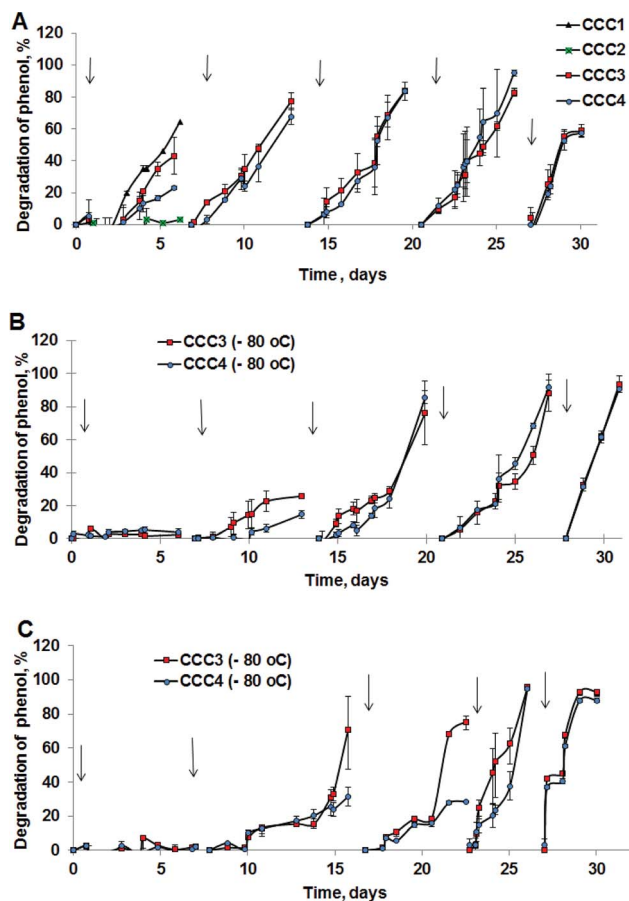 A
Degradation of phenol, %
120
100
80
60
40
20
0
0 5 10 15 20 25 30
Time , days
CCC1
CCC2
CCC3
CCC4
B
CCC3 (- 80 oC)
CCC4 (- 80 oC)
Degradation of phenol, %
120
100
80
60
40
20
0
0 5 10 15 20 25 30
Time, days
C
CCC3 (- 80 oC)
CCC4 (- 80 oC)
Degradation of phenol, %
120
100
80
60
40
20
0
0 5 10 15 20 25 30
Time, days